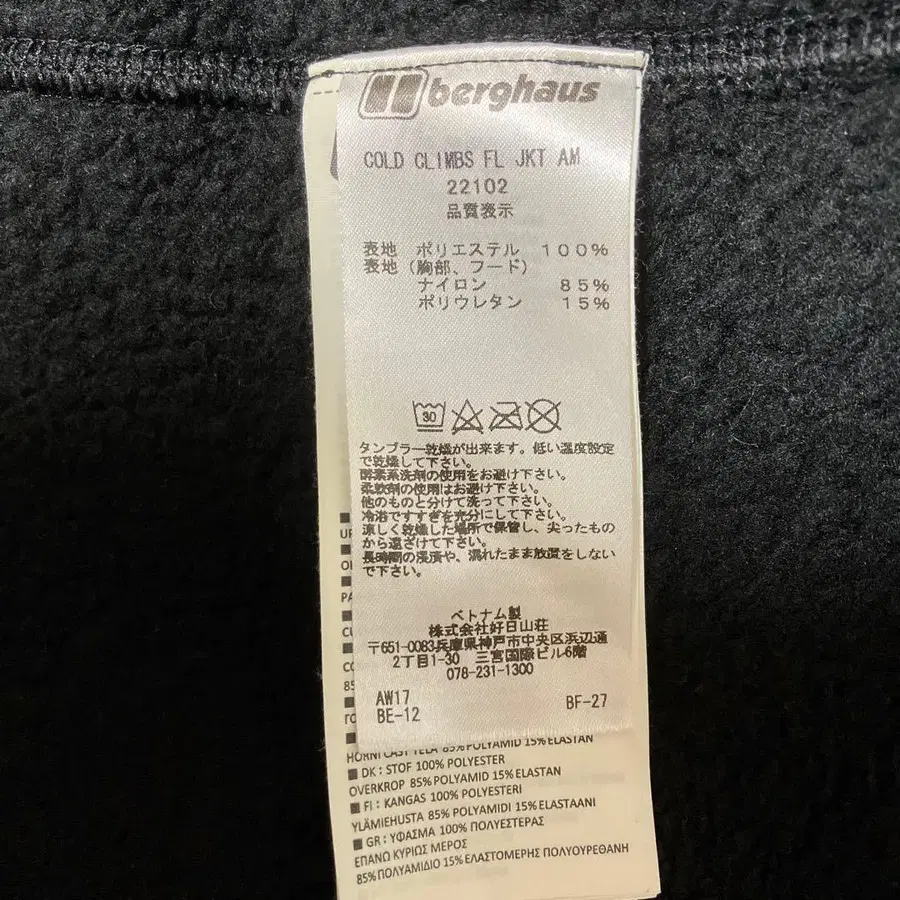 berghaus
COLD CLIMBS FL JKT AM
22102
品質表示
表地 ポリエステル 100%
表地(胸部、フード)
ナイロン 85%
ポリウレタン 15%
30
タンブラー乾燥が出来ます。低い温度設定
で乾燥して下さい。
酵素系洗剤の使用をお避け下さい。
柔軟剤の使用はお避け下さい。
他のものと分けて洗って下さい。
冷浴ですすぎを充分にして下さい。
涼しく乾燥した場所で保管し、尖ったもの
から遠ざけて下さい。
長時間の浸漬や、濡れたまま放置をしない
で下さい。
ベトナム製
株式会社好日山荘
〒651-0083兵庫県神戸市中央区浜辺通
2丁目1-30 三宮国際ビル6階
078-231-1300
AW17
BE-12 BF-27
85% POLYAMID 15% ELASTAN
■ DK : STOF 100% POLYESTER
OVERKROP 85% POLYAMID 15% ELASTAN
■ FI : KANGAS 100% POLYESTERI
YLÄMIEHUSTA 85% POLYAMIDI 15% ELASTAANI
■ GR : ΥΦΑΣΜΑ 100% ΠΟΛΥΕΣΤΕΡΑΣ
ΕΠΑΝΩ ΚΥΡΙΩΣ ΜΕΡΟΣ
85% ΠΟΛΥΑΜΙΔΙΟ 15% ΕΛΑΣΤΟΜΕΡΗΣ ΠΟΛΥΟΥΡΕΘΑΝΗ